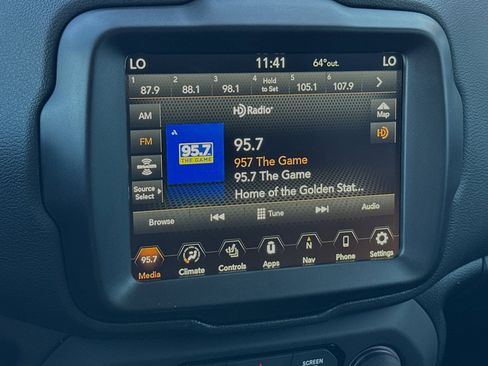 LO 11:41 64°out. LO
1 2 3 4 5 6
87.9 88.1 98.1 Hold to Set 105.1 107.9
AM
HD Radio
Map
FM
95.7
THE GAME
95.7
HD
957 The Game
95.7 The Game
Source Select
Home of the Golden Stat...
Browse Tune Audio
95.7 N
Media Climate Controls Apps Nav Phone Settings
SCREEN